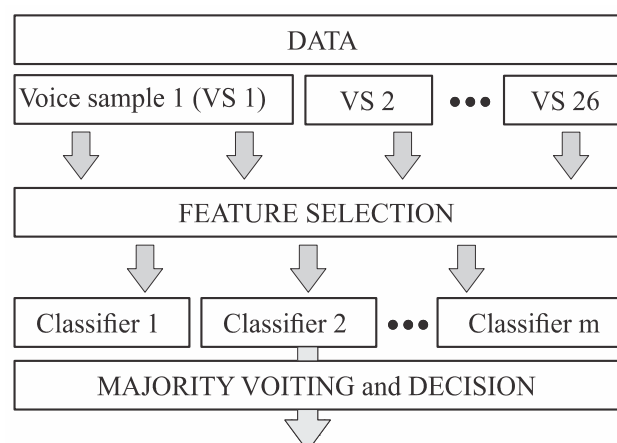 DATA
Voice sample 1 (VS 1) VS 2 ••• VS 26
FEATURE SELECTION
Classifier 1 Classifier 2 ••• Classifier m
MAJORITY VOITING and DECISION